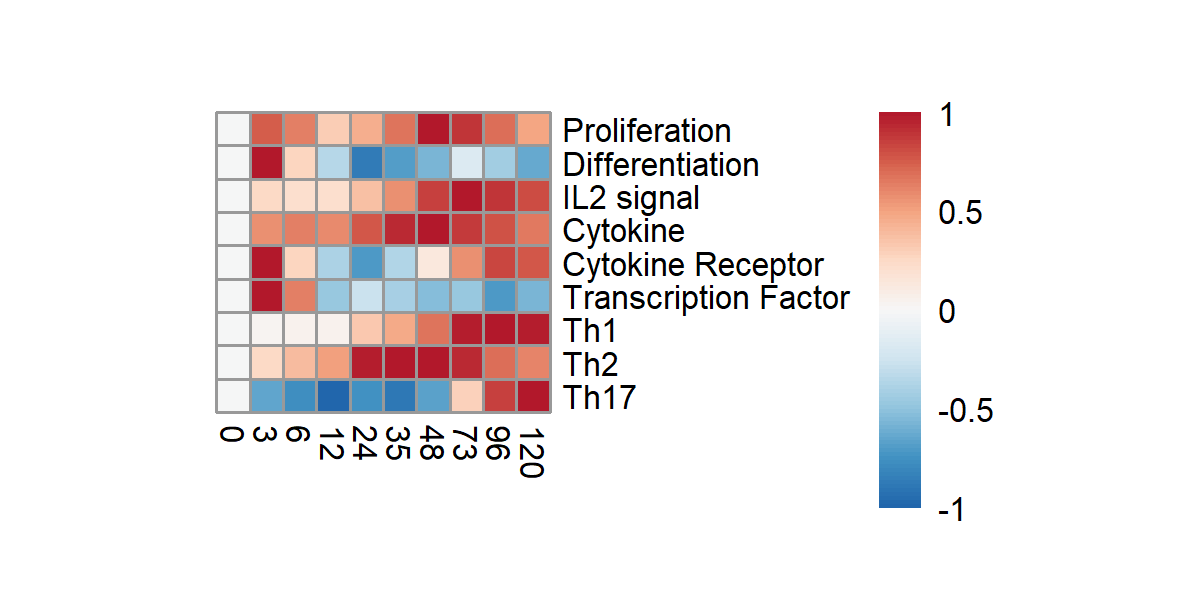 Proliferation
Differentiation
IL2 signal
Cytokine
Cytokine Receptor
Transcription Factor
Th1
Th2
Th17
0 3 6 12 24 35 48 73 96 120
1
0.5
0
-0.5
-1